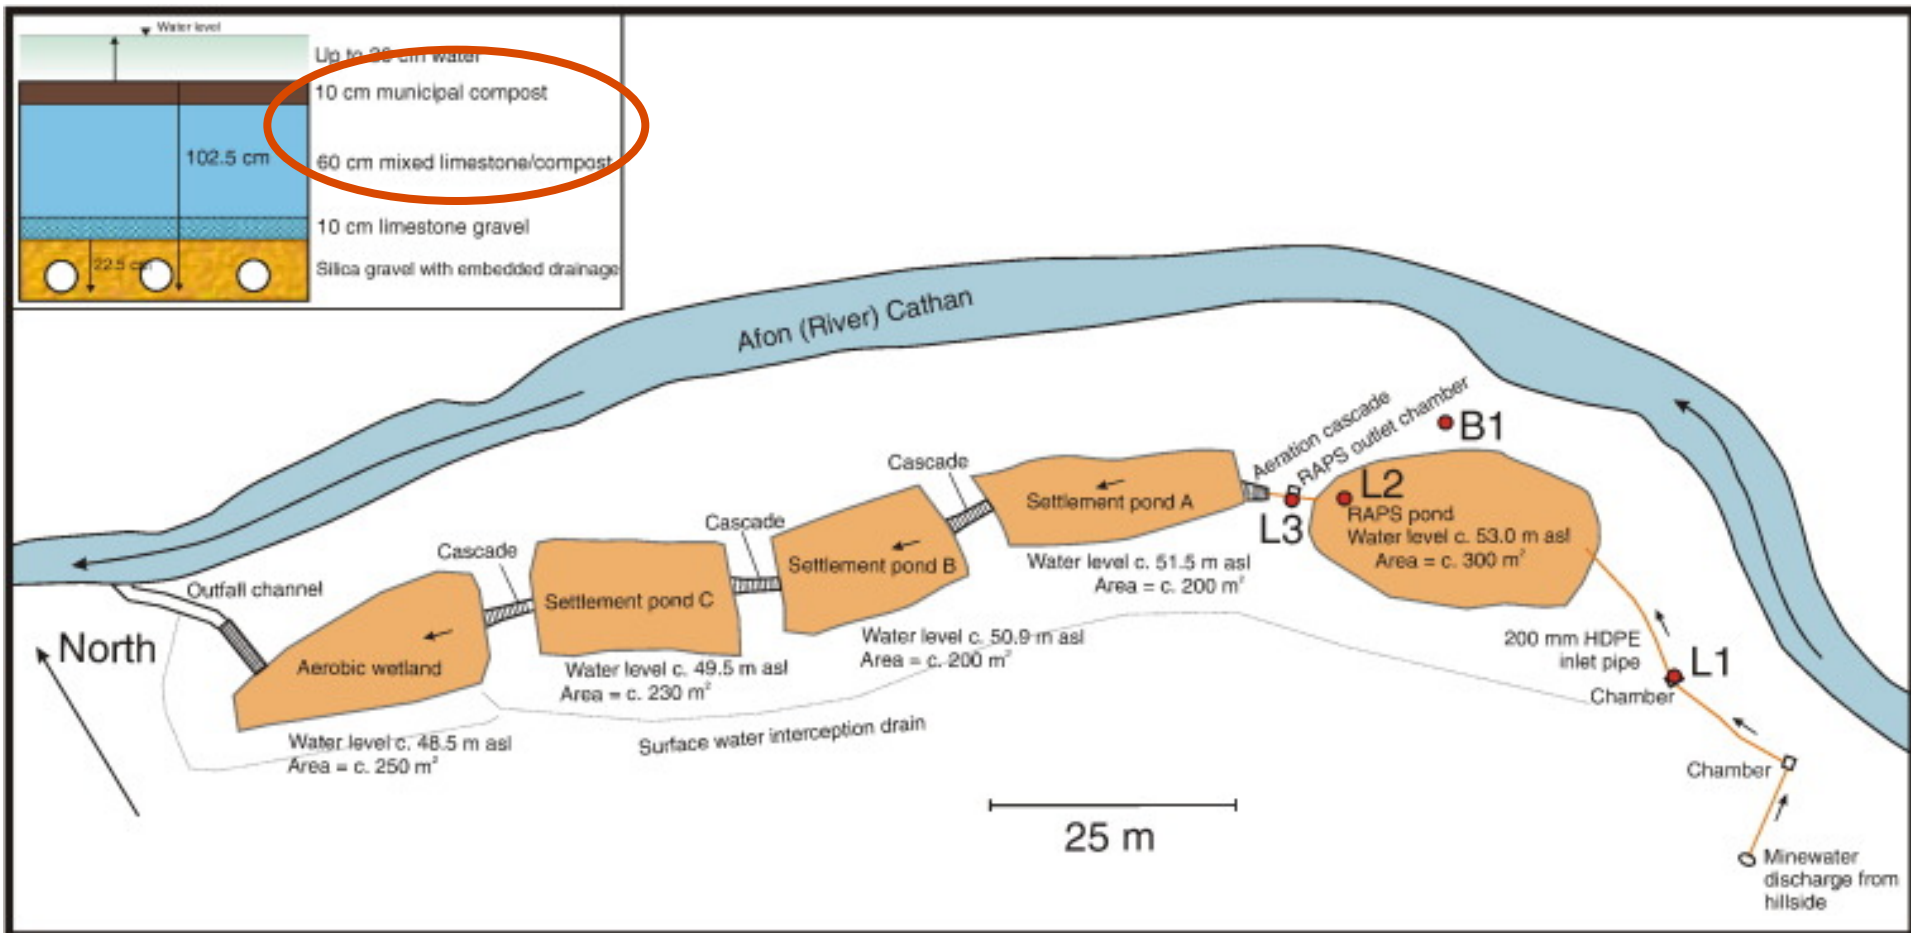 Water level
Up to 20 cm water
10 cm municipal compost
102.5 cm
60 cm mixed limestone/compost
10 cm limestone gravel
22.5 cm
Silica gravel with embedded drainage
Afon (River) Cathan
Aeration cascade
RAPS outlet chamber
B1
Cascade
Settlement pond A
L3
L2
RAPS pond
Water level c. 53.0 m asl
Area = c. 300 m²
Water level c. 51.5 m asl
Area = c. 200 m²
Cascade
Settlement pond B
Water level c. 50.9 m asl
Area = c. 200 m²
Cascade
Settlement pond C
Water level c. 49.5 m asl
Area = c. 230 m²
Outfall channel
North
Aerobic wetland
Water level c. 48.5 m asl
Area = c. 250 m²
Surface water interception drain
200 mm HDPE
inlet pipe
L1
Chamber
Chamber
25 m
Minewater
discharge from
hillside